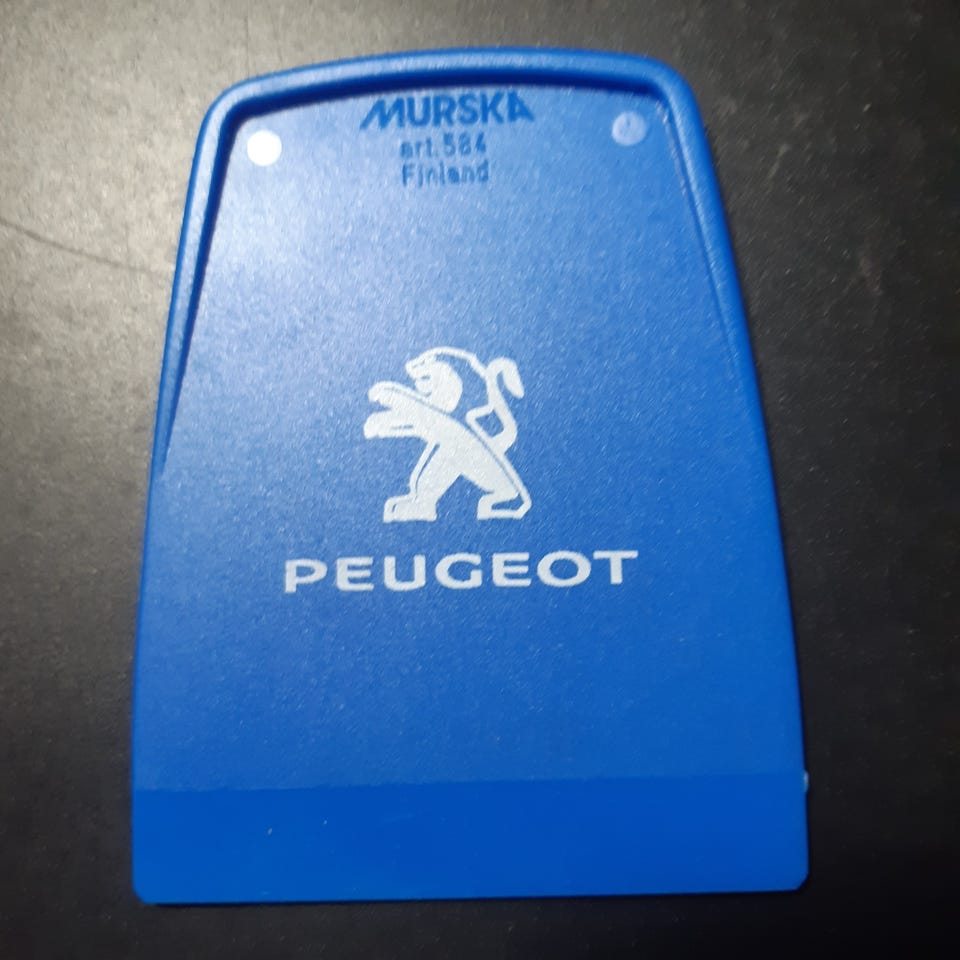 MURSKA
art.584
Finland
PEUGEOT